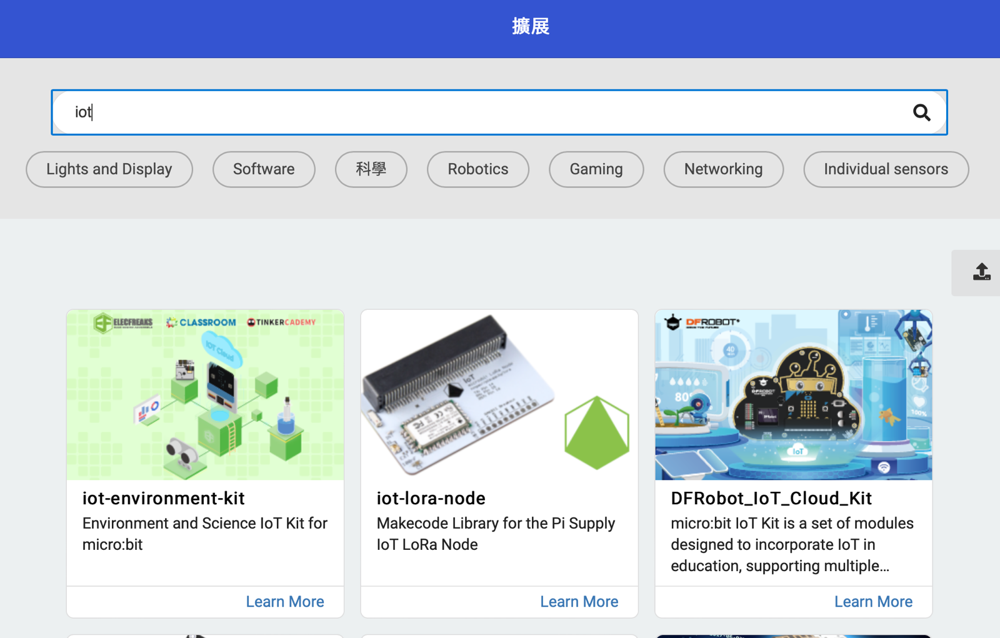 擴展
iot
Lights and Display
Software
科學
Robotics
Gaming
Networking
Individual sensors
ELECFREAKS
CLASSROOM
TINKERCADEMY
IOT Cloud
iot-environment-kit
Environment and Science IoT Kit for
micro:bit
Learn More
IoT
iot-lora-node
Makecode Library for the Pi Supply
IoT LoRa Node
Learn More
DFROBOT
40
80%
100%
DFROBOT
IoT
DFRobot_IoT_Cloud_Kit
micro:bit IoT Kit is a set of modules
designed to incorporate IoT in
education, supporting multiple...
Learn More